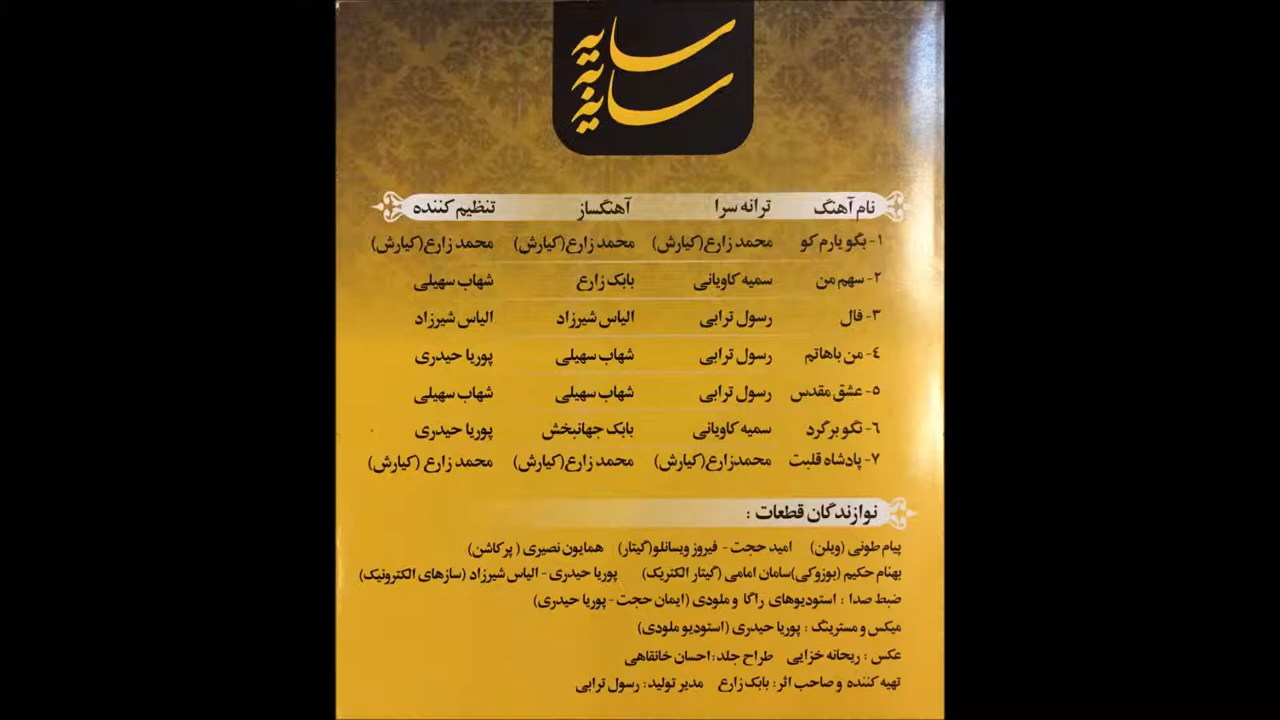 سایه
سایه
نام آهنگ ترانه سرا آهنگساز تنظیم کننده
۱- بگو یارم کو محمد زارع(کیارش) محمد زارع(کیارش) محمد زارع(کیارش)
۲- سهم من سمیه کاویانی بابک زارع شهاب سهیلی
۳- فال رسول ترابی الیاس شیرزاد الیاس شیرزاد
٤- من باهاتم رسول ترابی شهاب سهیلی پوریا حیدری
۵- عشق مقدس رسول ترابی شهاب سهیلی شهاب سهیلی
٦- نگو برگرد سمیه کاویانی بابک جهانبخش پوریا حیدری
۷- پادشاه قلبت محمدزارع(کیارش) محمد زارع(کیارش) محمد زارع (کیارش)
نوازندگان قطعات :
پیام طونی (ویلن) امید حجت - فیروز ویسانلو(گیتار) همایون نصیری ( پرکاشن)
بهنام حکیم (بوزوکی)سامان امامی (گیتار الکتریک) پوریا حیدری - الیاس شیرزاد (سازهای الکترونیک)
ضبط صدا : استودیوهای راگا و ملودی (ایمان حجت - پوریا حیدری)
میکس و مسترینگ : پوریا حیدری (استودیو ملودی)
عکس : ریحانه خزایی طراح جلد: احسان خانقاهی
تهیه کننده و صاحب اثر: بابک زارع مدیر تولید: رسول ترابی